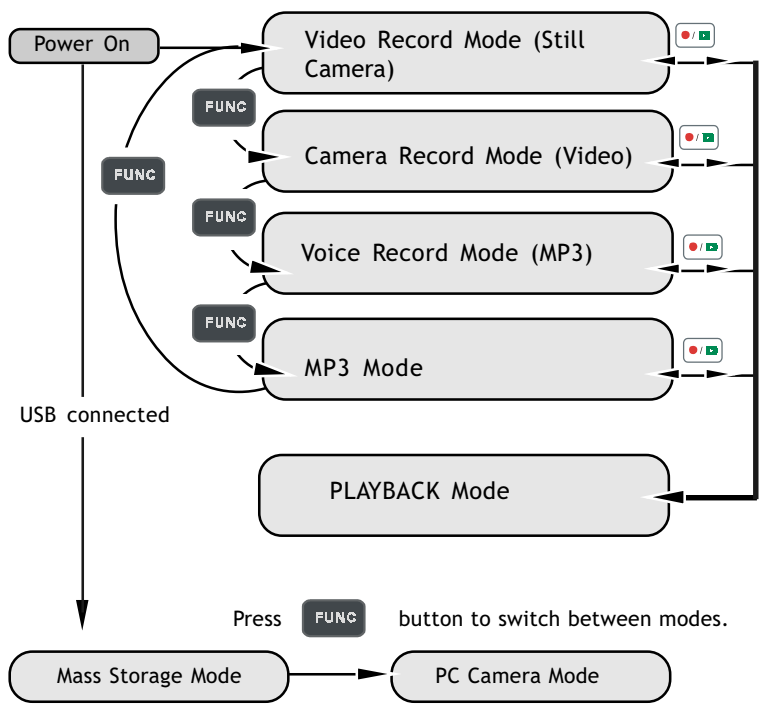 Power On
Video Record Mode (Still
Camera)
FUNC
Camera Record Mode (Video)
FUNC
FUNC
Voice Record Mode (MP3)
FUNC
MP3 Mode
USB connected
PLAYBACK Mode
Press FUNC button to switch between modes.
Mass Storage Mode
PC Camera Mode